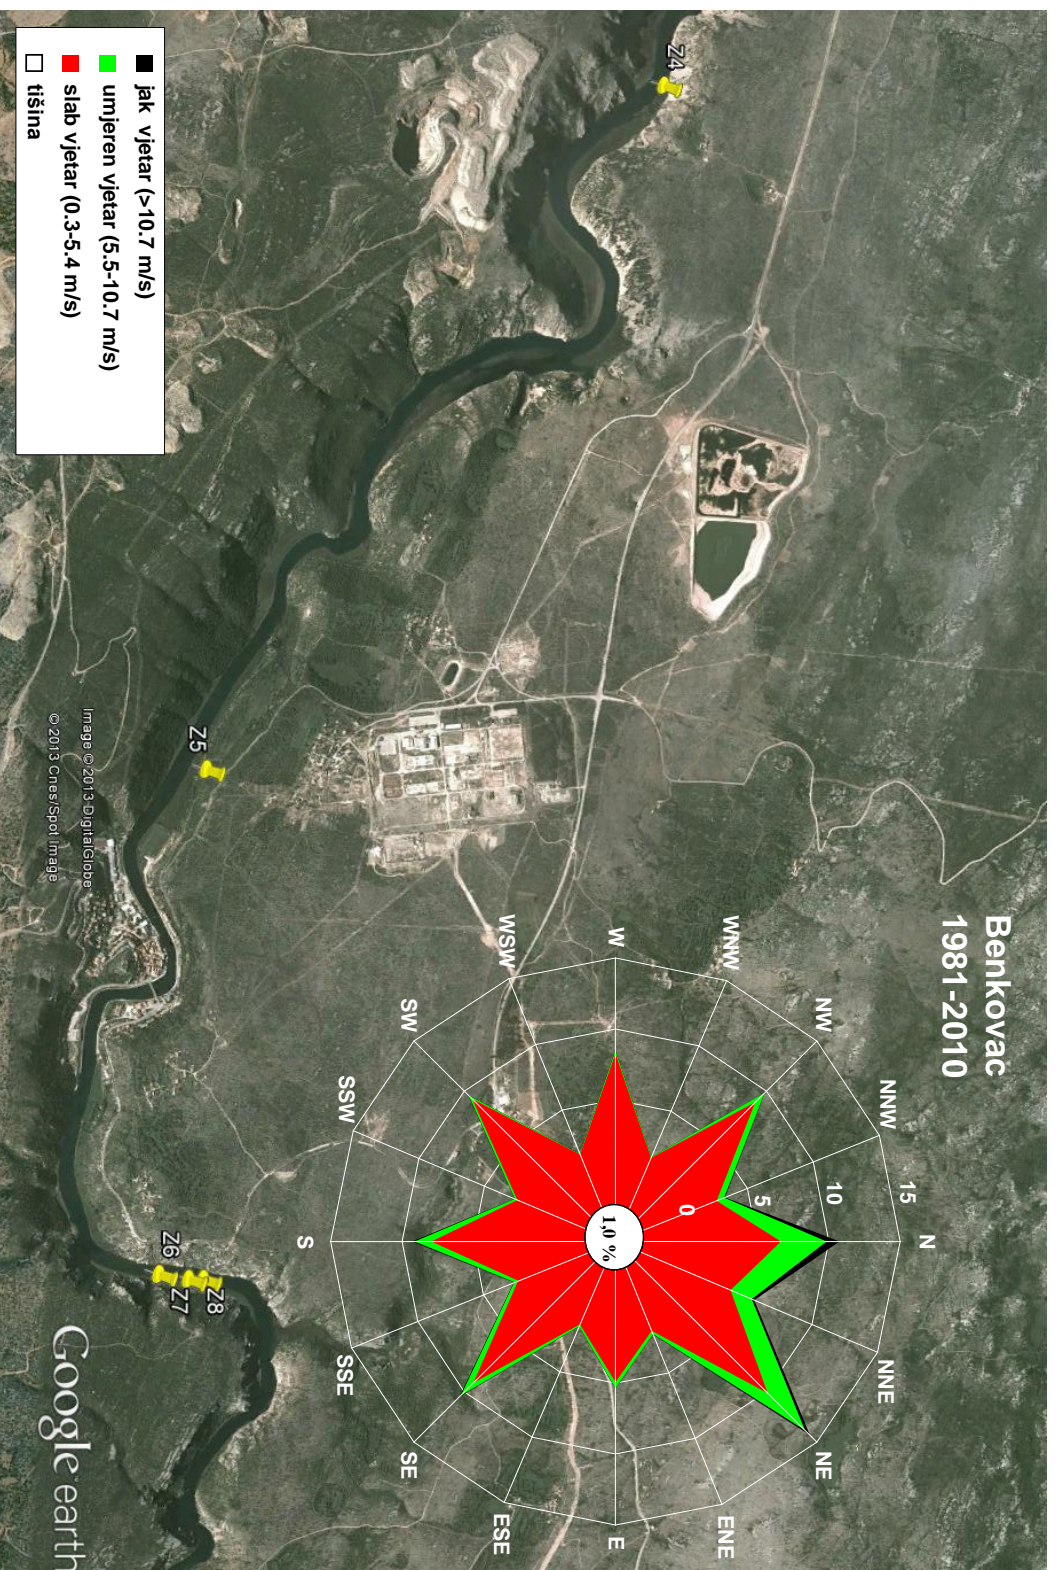 Benkovac
1981-2010
N
NNE
NE
ENE
E
ESE
SE
SSE
S
SSW
SW
WSW
W
WNW
NW
NNW
0
5
10
15
1,0 %
Z4
Z5
Z6
Z7
Z8
jak vjetar (>10.7 m/s)
umjeren vjetar (5.5-10.7 m/s)
slab vjetar (0.3-5.4 m/s)
tišina
Image © 2013 DigitalGlobe
© 2013 Cnes/Spot Image
Google earth